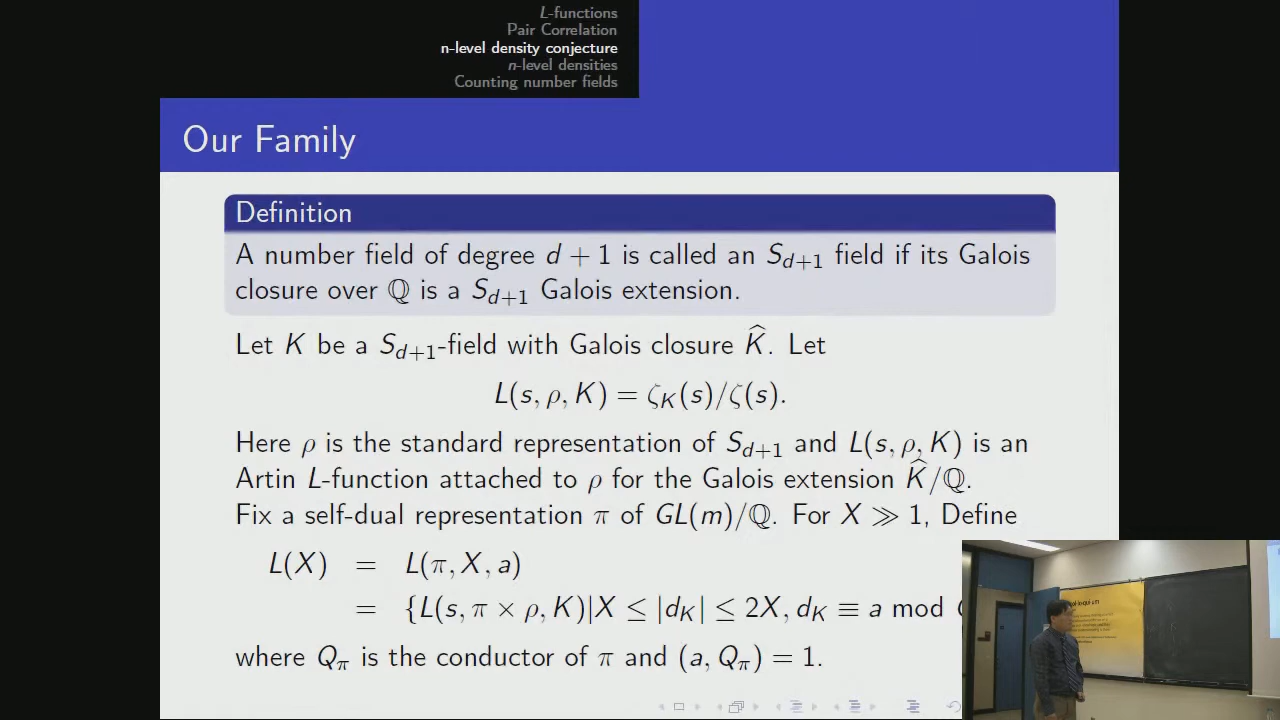 L-functions
Pair Correlation
n-level density conjecture
n-level densities
Counting number fields
Our Family
Definition
A number field of degree d + 1 is called an S_{d+1} field if its Galois
closure over ℚ is a S_{d+1} Galois extension.
Let K be a S_{d+1}-field with Galois closure K̂. Let
L(s, ρ, K) = ζ_K(s)/ζ(s).
Here ρ is the standard representation of S_{d+1} and L(s, ρ, K) is an
Artin L-function attached to ρ for the Galois extension K̂/ℚ.
Fix a self-dual representation π of GL(m)/ℚ. For X ≫ 1, Define
L(X) = L(π, X, a)
= {L(s, π × ρ, K)|X ≤ |d_K| ≤ 2X, d_K ≡ a mod
where Q_π is the conductor of π and (a, Q_π) = 1.